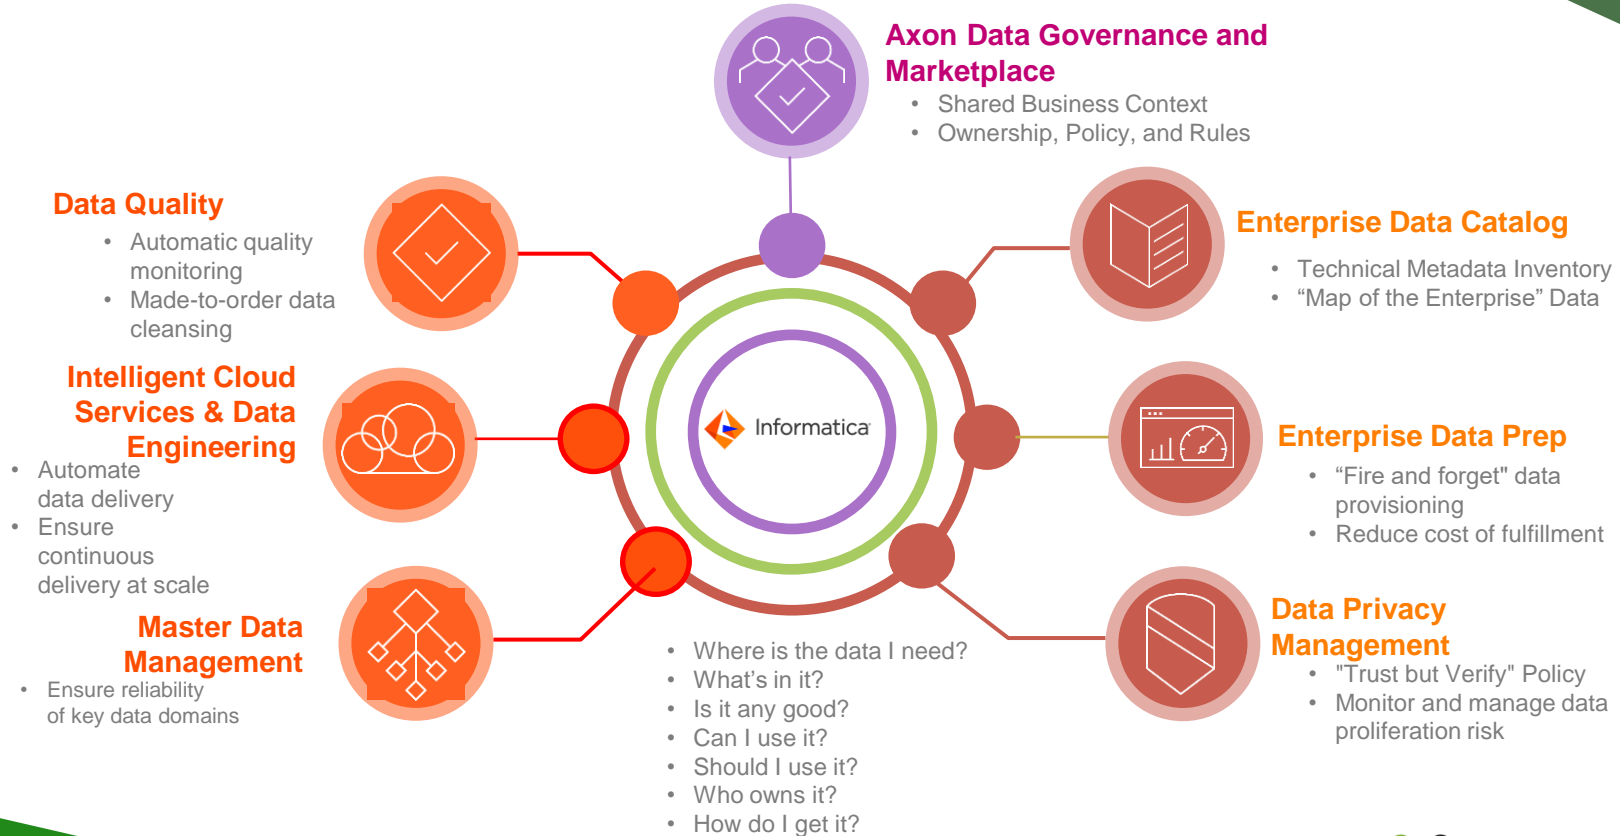 Axon Data Governance and
Marketplace
• Shared Business Context
• Ownership, Policy, and Rules
Data Quality
• Automatic quality
monitoring
• Made-to-order data
cleansing
Intelligent Cloud
Services & Data
Engineering
• Automate
data delivery
• Ensure
continuous
delivery at scale
Master Data
Management
• Ensure reliability
of key data domains
Informatica
Enterprise Data Catalog
• Technical Metadata Inventory
• “Map of the Enterprise” Data
Enterprise Data Prep
• “Fire and forget" data
provisioning
• Reduce cost of fulfillment
Data Privacy
Management
• "Trust but Verify" Policy
• Monitor and manage data
proliferation risk
• Where is the data I need?
• What’s in it?
• Is it any good?
• Can I use it?
• Should I use it?
• Who owns it?
• How do I get it?